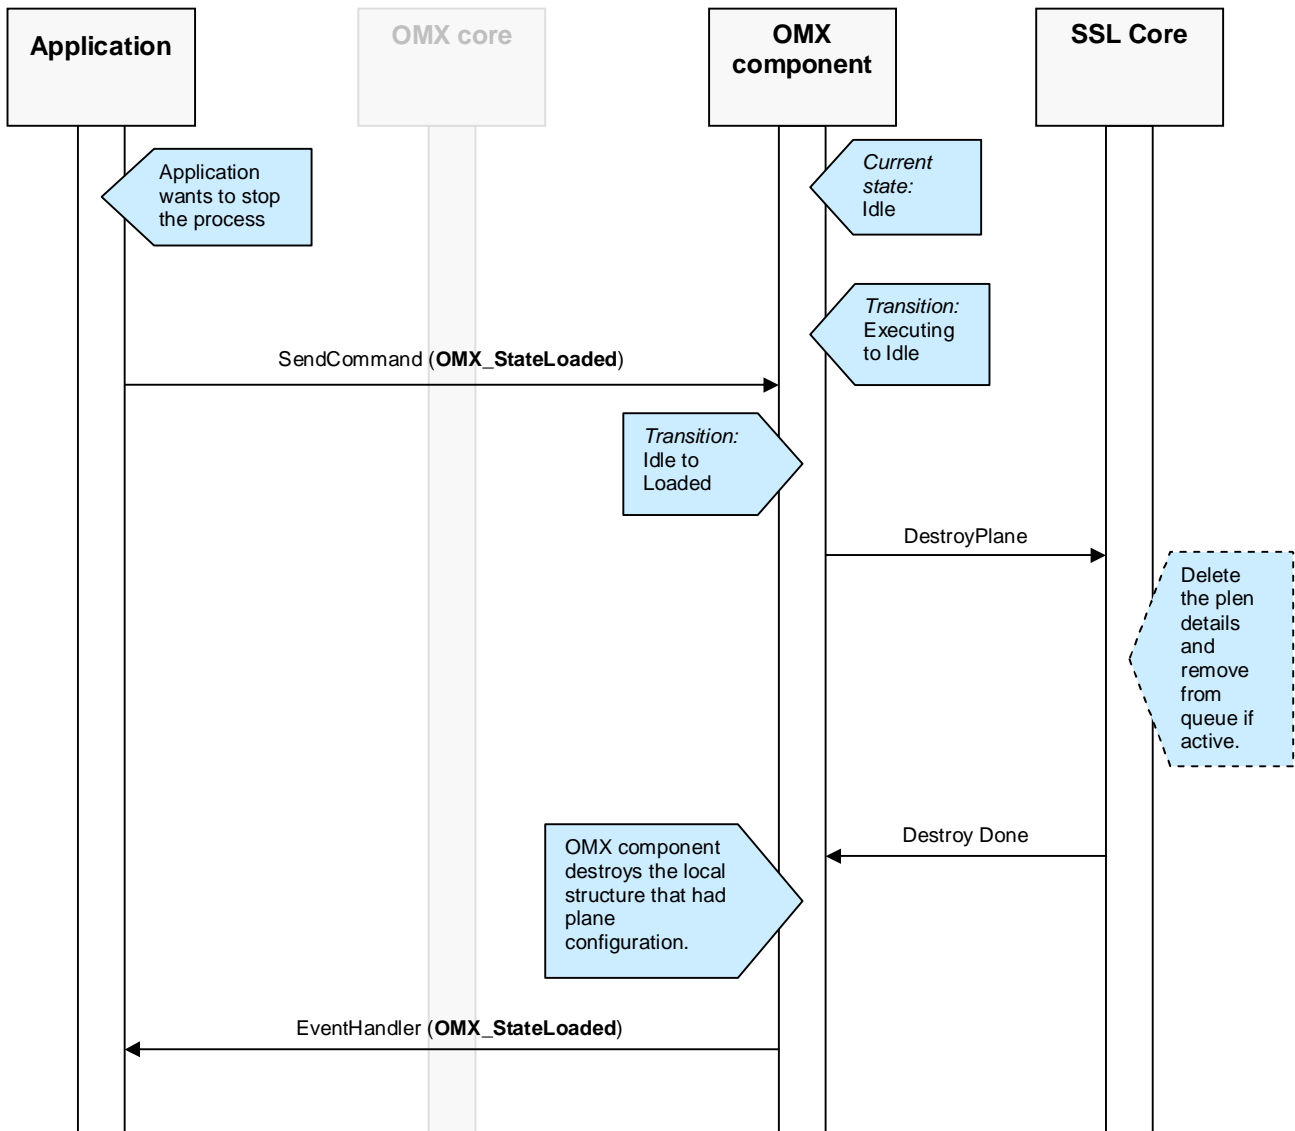 Application
OMX core
OMX
component
SSL Core
Application
wants to stop
the process
Current
state:
Idle
Transition:
Executing
to Idle
SendCommand (OMX_StateLoaded)
Transition:
Idle to
Loaded
DestroyPlane
Delete
the plen
details
and
remove
from
queue if
active.
Destroy Done
OMX component
destroys the local
structure that had
plane
configuration.
EventHandler (OMX_StateLoaded)